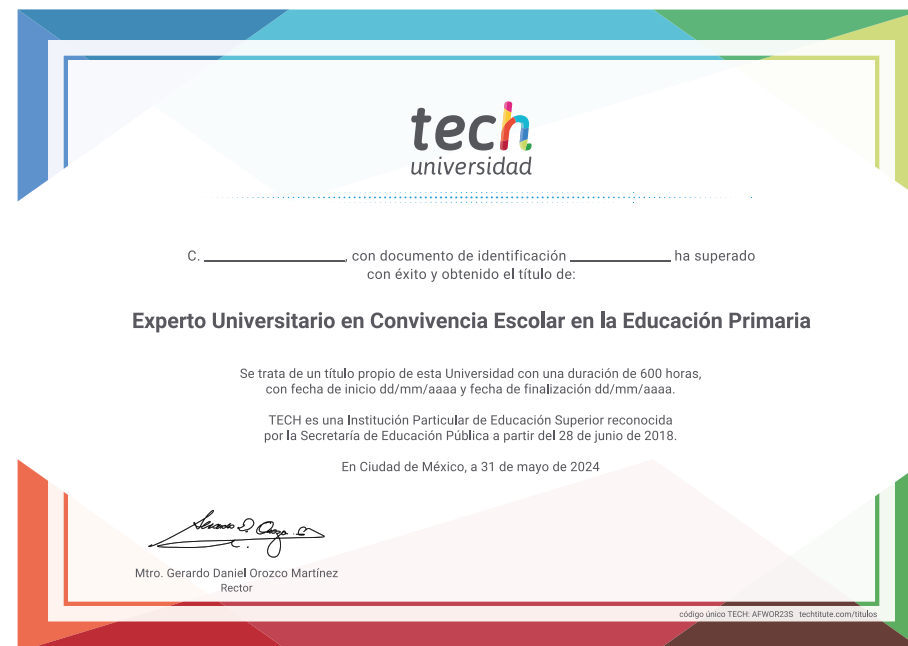 tech
universidad
C. ____________, con documento de identificación ____________ ha superado
con éxito y obtenido el título de:
Experto Universitario en Convivencia Escolar en la Educación Primaria
Se trata de un título propio de esta Universidad con una duración de 600 horas,
con fecha de inicio dd/mm/aaaa y fecha de finalización dd/mm/aaaa.
TECH es una Institución Particular de Educación Superior reconocida
por la Secretaría de Educación Pública a partir del 28 de junio de 2018.
En Ciudad de México, a 31 de mayo de 2024
Mtro. Gerardo Daniel Orozco Martínez
Rector
código único TECH: AFWOR23S techtitute.com/titulos